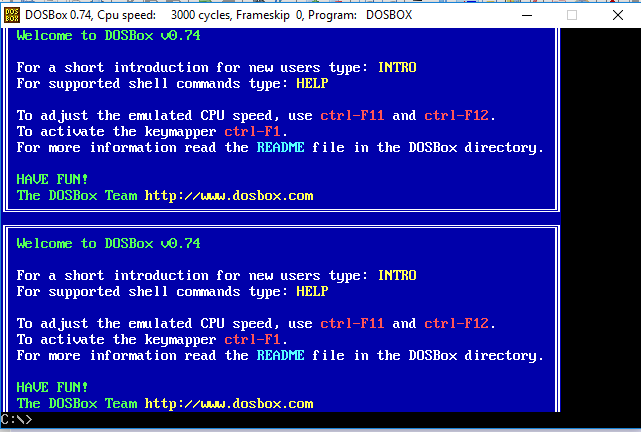 DOSBox 0.74, Cpu speed: 3000 cycles, Frameskip 0, Program: DOSBOX
DOS
BOX
Welcome to DOSBox v0.74
For a short introduction for new users type: INTRO
For supported shell commands type: HELP
To adjust the emulated CPU speed, use ctrl-F11 and ctrl-F12.
To activate the keymapper ctrl-F1.
For more information read the README file in the DOSBox directory.
HAVE FUN!
The DOSBox Team http://www.dosbox.com
Welcome to DOSBox v0.74
For a short introduction for new users type: INTRO
For supported shell commands type: HELP
To adjust the emulated CPU speed, use ctrl-F11 and ctrl-F12.
To activate the keymapper ctrl-F1.
For more information read the README file in the DOSBox directory.
HAVE FUN!
The DOSBox Team http://www.dosbox.com
C:\>